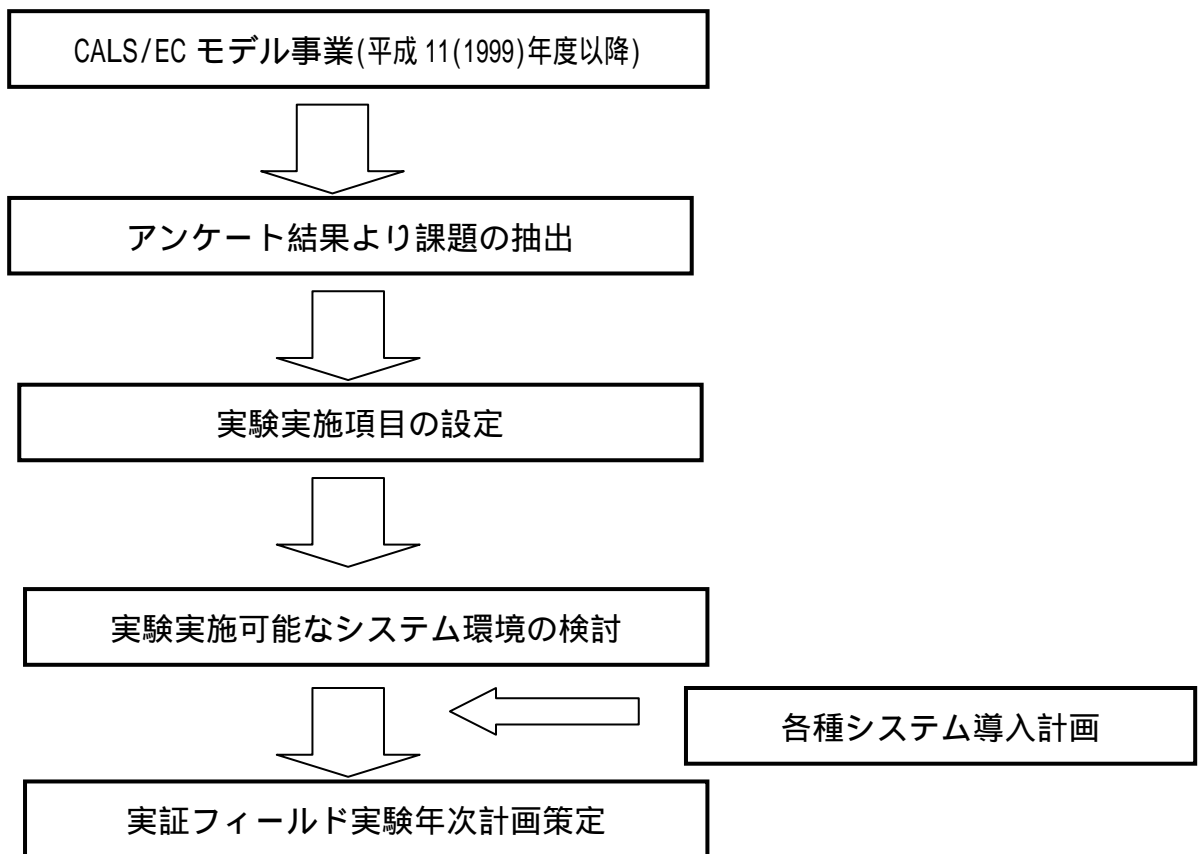 CALS/EC モデル事業(平成 11(1999)年度以降)
アンケート結果より課題の抽出
実験実施項目の設定
実験実施可能なシステム環境の検討
各種システム導入計画
実証フィールド実験年次計画策定